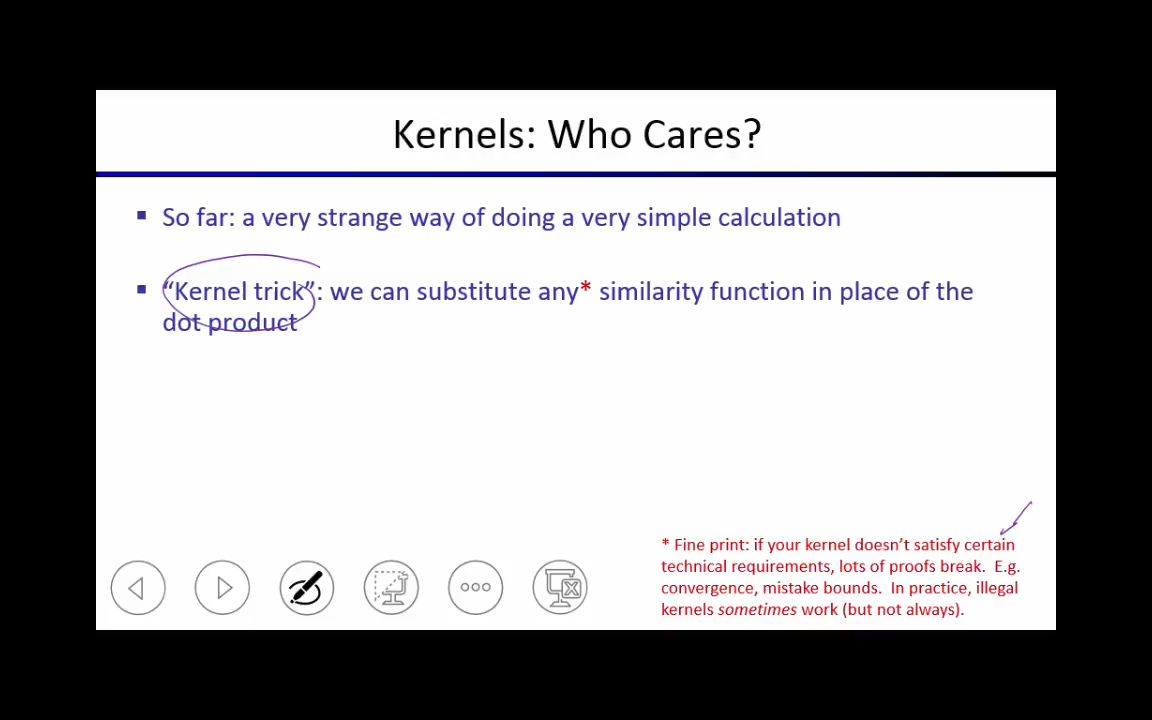 Kernels: Who Cares?
So far: a very strange way of doing a very simple calculation
“Kernel trick”: we can substitute any* similarity function in place of the
dot product
* Fine print: if your kernel doesn’t satisfy certain
technical requirements, lots of proofs break.  E.g.
convergence, mistake bounds.  In practice, illegal
kernels sometimes work (but not always).